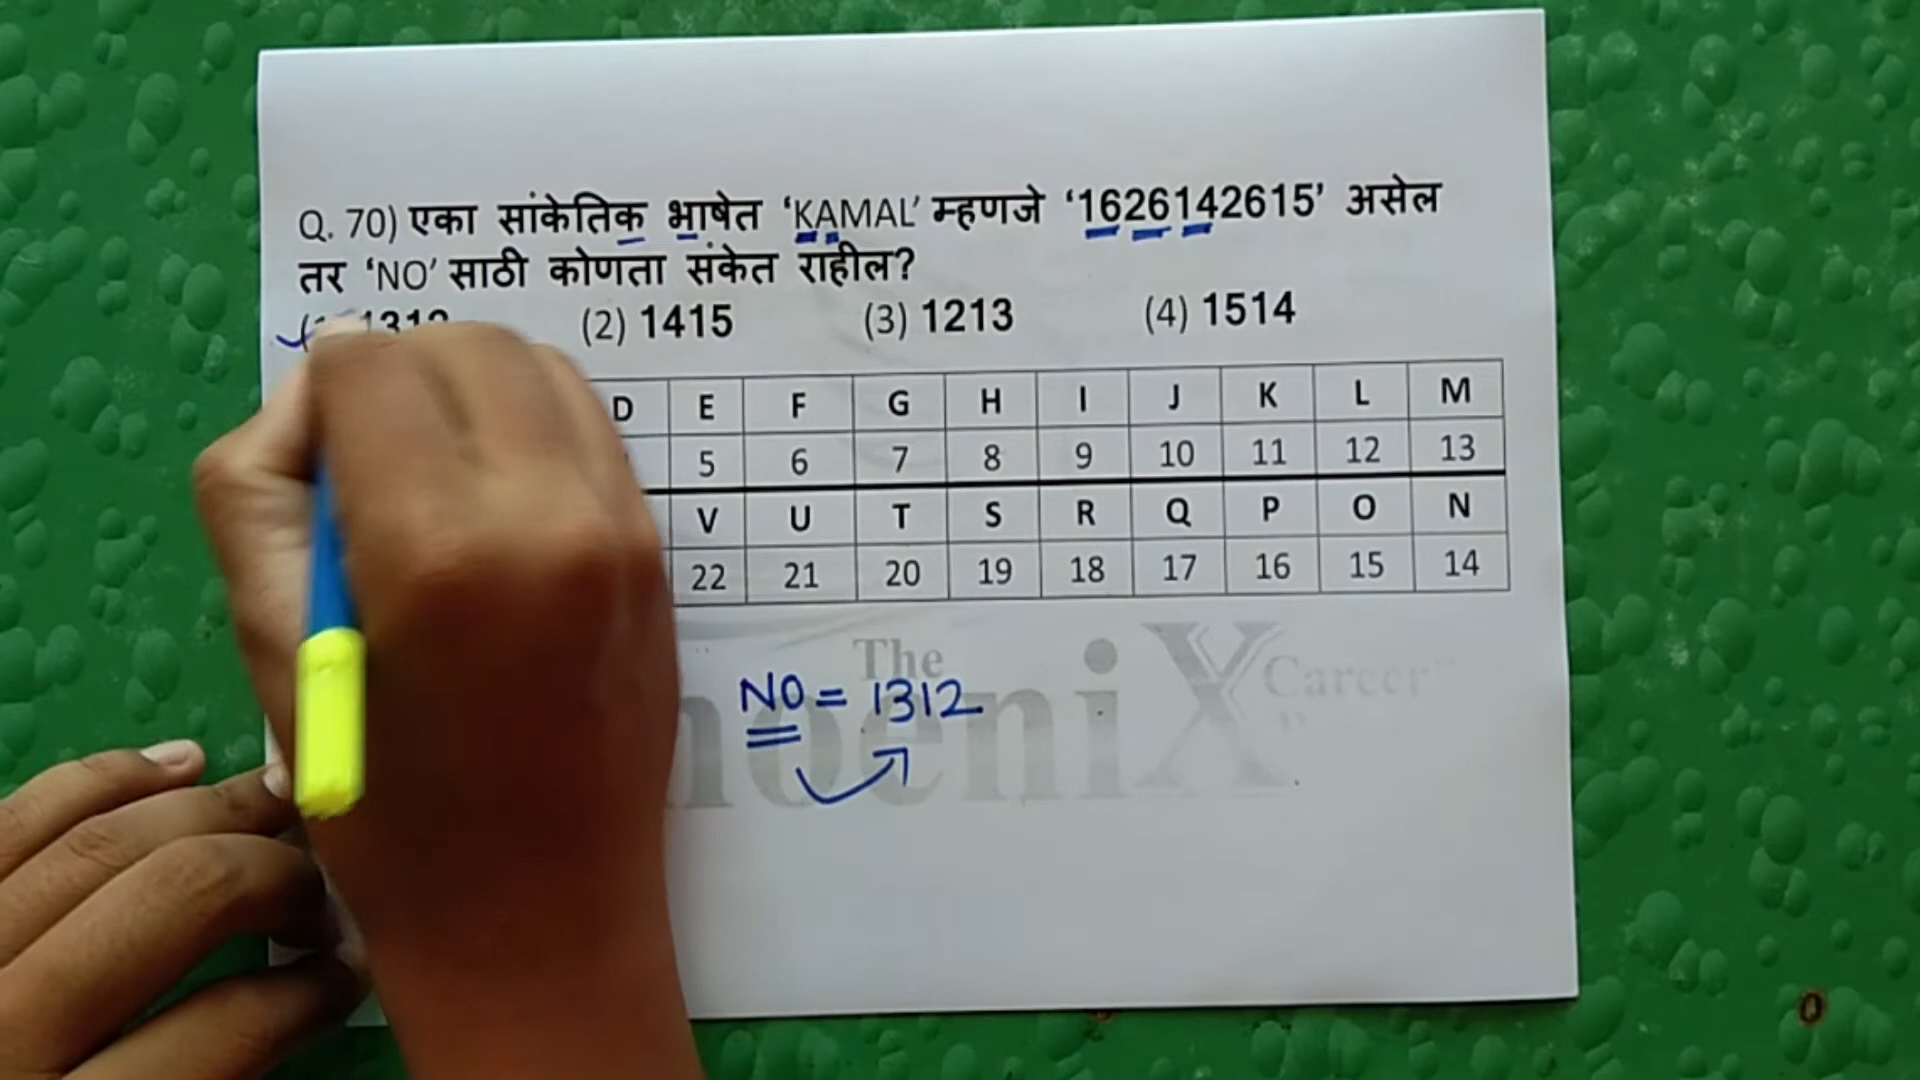 Q. 70) एका सांकेतिक भाषेत ‘KAMAL’ म्हणजे ‘1626142615’ असेल
तर ‘NO’ साठी कोणता संकेत राहील?
(2) 1415 (3) 1213 (4) 1514
D E F G H I J K L M
5 6 7 8 9 10 11 12 13
V U T S R Q P O N
22 21 20 19 18 17 16 15 14
The
Career
NO = 1312